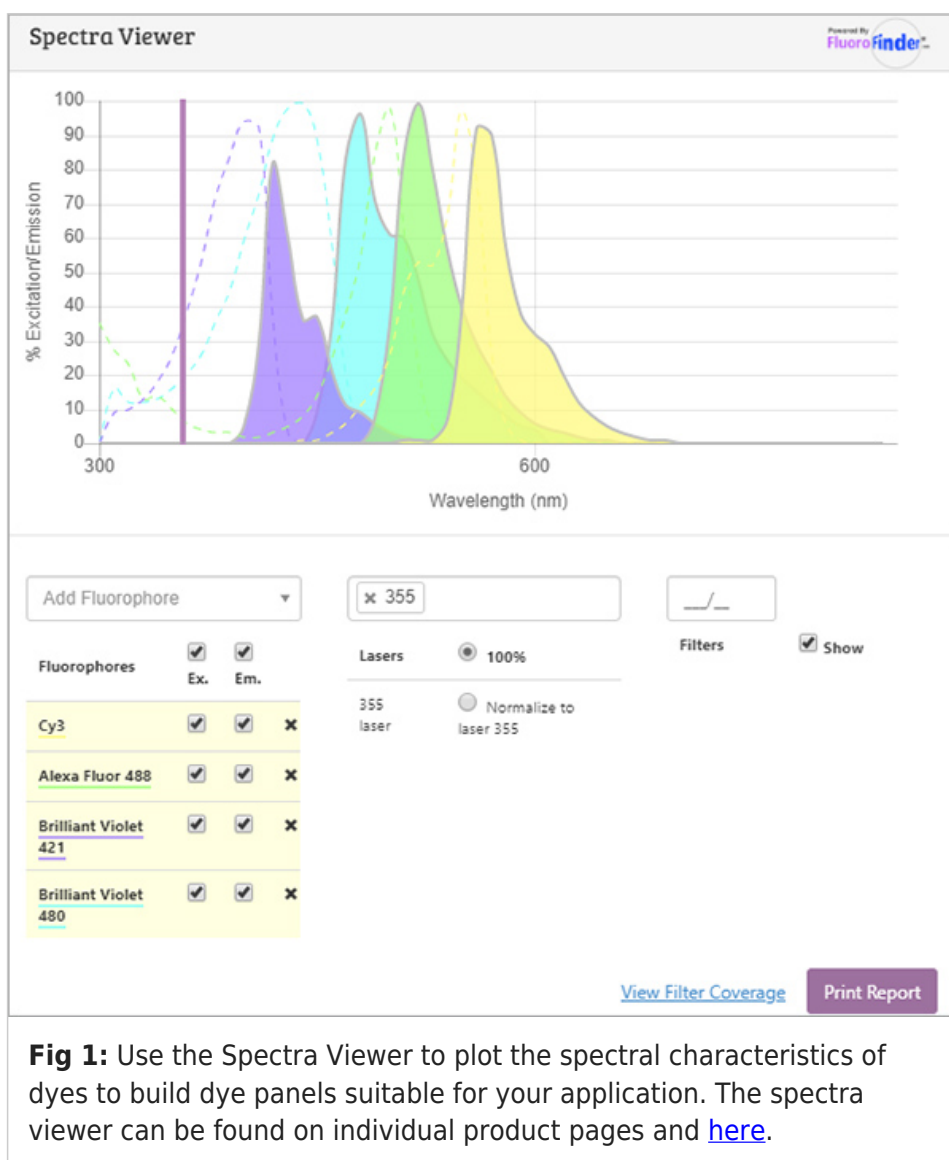 Spectra Viewer
Powered By
FluoroFinder
100
90
80
70
60
50
40
30
20
10
0
% Excitation/Emission
300
600
Wavelength (nm)
Add Fluorophore
Fluorophores
Ex.
Em.
Cy3
Alexa Fluor 488
Brilliant Violet
421
Brilliant Violet
480
× 355
Lasers
100%
355
laser
Normalize to
laser 355
__/__
Filters
Show
View Filter Coverage
Print Report
Fig 1: Use the Spectra Viewer to plot the spectral characteristics of
dyes to build dye panels suitable for your application. The spectra
viewer can be found on individual product pages and here.